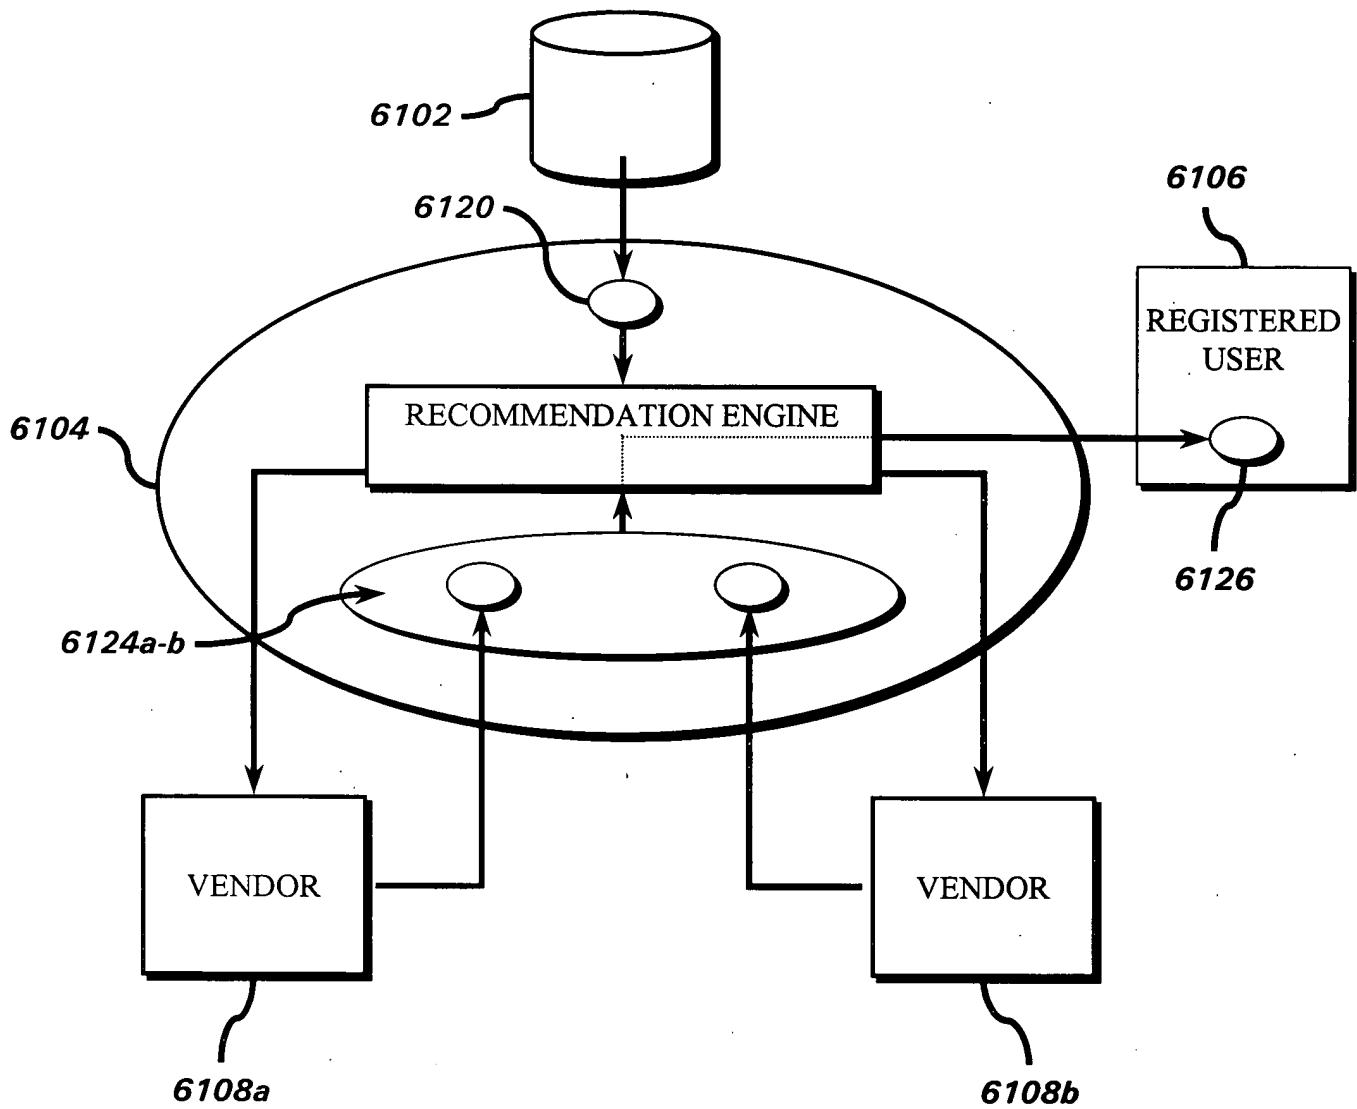 6102
6120
6106
REGISTERED
USER
RECOMMENDATION ENGINE
6104
6126
6124a-b
VENDOR
VENDOR
6108a
6108b